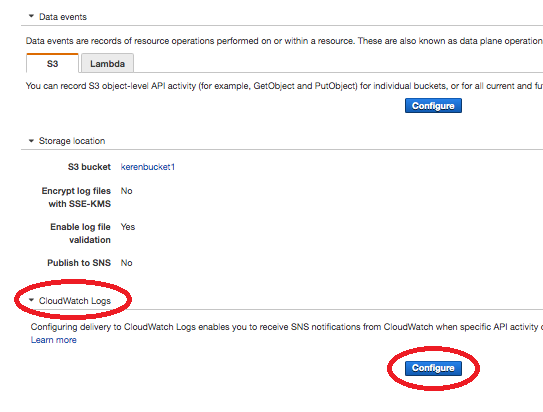 Data events
Data events are records of resource operations performed on or within a resource. These are also known as data plane operation
S3 Lambda
You can record S3 object-level API activity (for example, GetObject and PutObject) for individual buckets, or for all current and fu
Configure
Storage location
S3 bucket kerenbucket1
Encrypt log files No
with SSE-KMS
Enable log file Yes
validation
Publish to SNS No
CloudWatch Logs
Configuring delivery to CloudWatch Logs enables you to receive SNS notifications from CloudWatch when specific API activity
Learn more
Configure